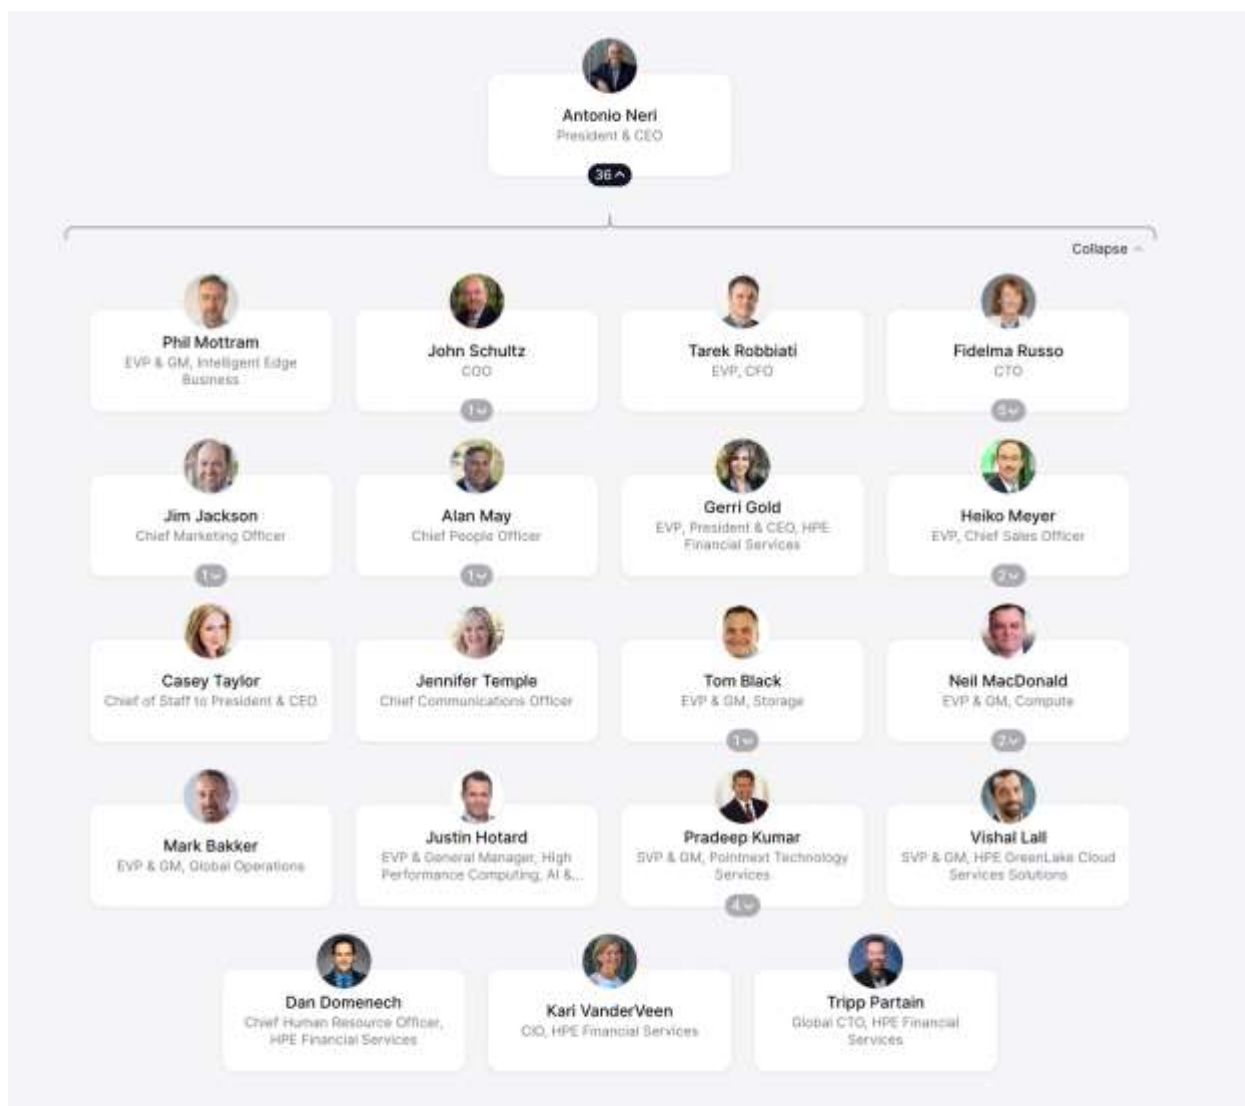 Antonio Neri
President & CEO
36
Collapse
Phil Mottram
EVP & GM, Intelligent Edge
Business
John Schultz
COO
1
Tarek Robbiati
EVP, CFO
Fidelma Russo
CTO
5
Jim Jackson
Chief Marketing Officer
1
Alan May
Chief People Officer
1
Gerri Gold
EVP, President & CEO, HPE
Financial Services
Heiko Meyer
EVP, Chief Sales Officer
2
Casey Taylor
Chief of Staff to President & CEO
Jennifer Temple
Chief Communications Officer
Tom Black
EVP & GM, Storage
1
Neil MacDonald
EVP & GM, Compute
2
Mark Bakker
EVP & GM, Global Operations
Justin Hotard
EVP & General Manager, High
Performance Computing, AI &...
Pradeep Kumar
SVP & GM, Pointnext Technology
Services
4
Vishal Lall
SVP & GM, HPE GreenLake Cloud
Services Solutions
Dan Domenech
Chief Human Resource Officer,
HPE Financial Services
Kari VanderVeen
CIO, HPE Financial Services
Tripp Partain
Global CTO, HPE Financial
Services